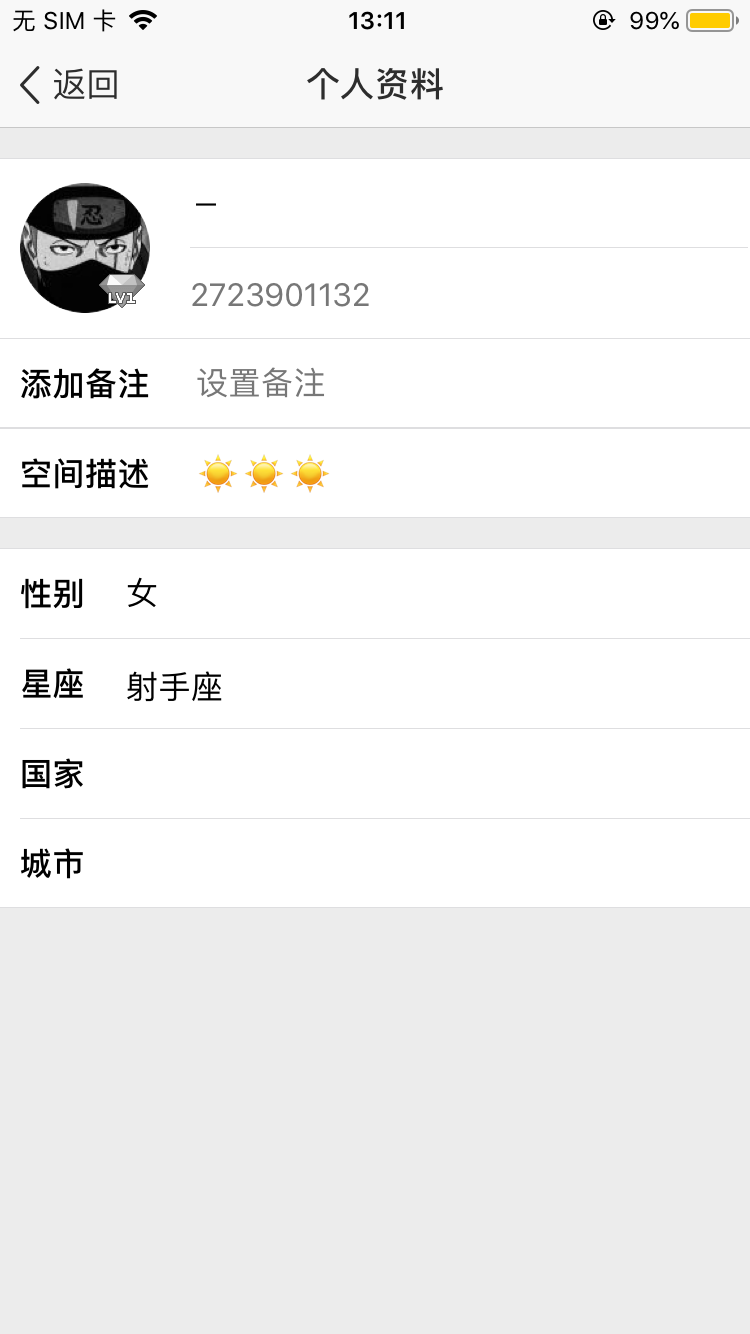 无 SIM 卡 13:11 99%
返回 个人资料
忍
一
LV1
2723901132
添加备注 设置备注
空间描述 ☀️☀️☀️
性别 女
星座 射手座
国家
城市